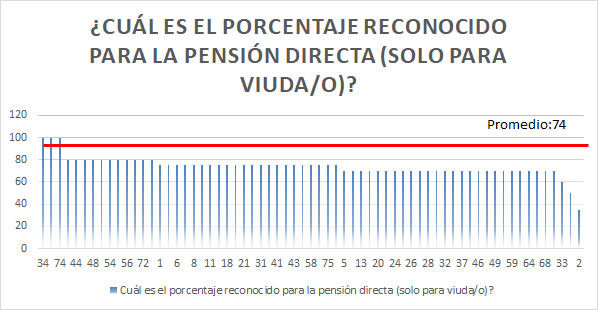 ¿CUÁL ES EL PORCENTAJE RECONOCIDO
PARA LA PENSIÓN DIRECTA (SOLO PARA
VIUDA/O)?
Promedio:74
120
100
80
60
40
20
0
34 74 44 48 54 56 72 1 6 8 11 18 21 31 41 43 58 75 5 13 20 24 26 28 32 37 46 49 59 64 68 33 2
Cuál es el porcentaje reconocido para la pensión directa (solo para viuda/o)?